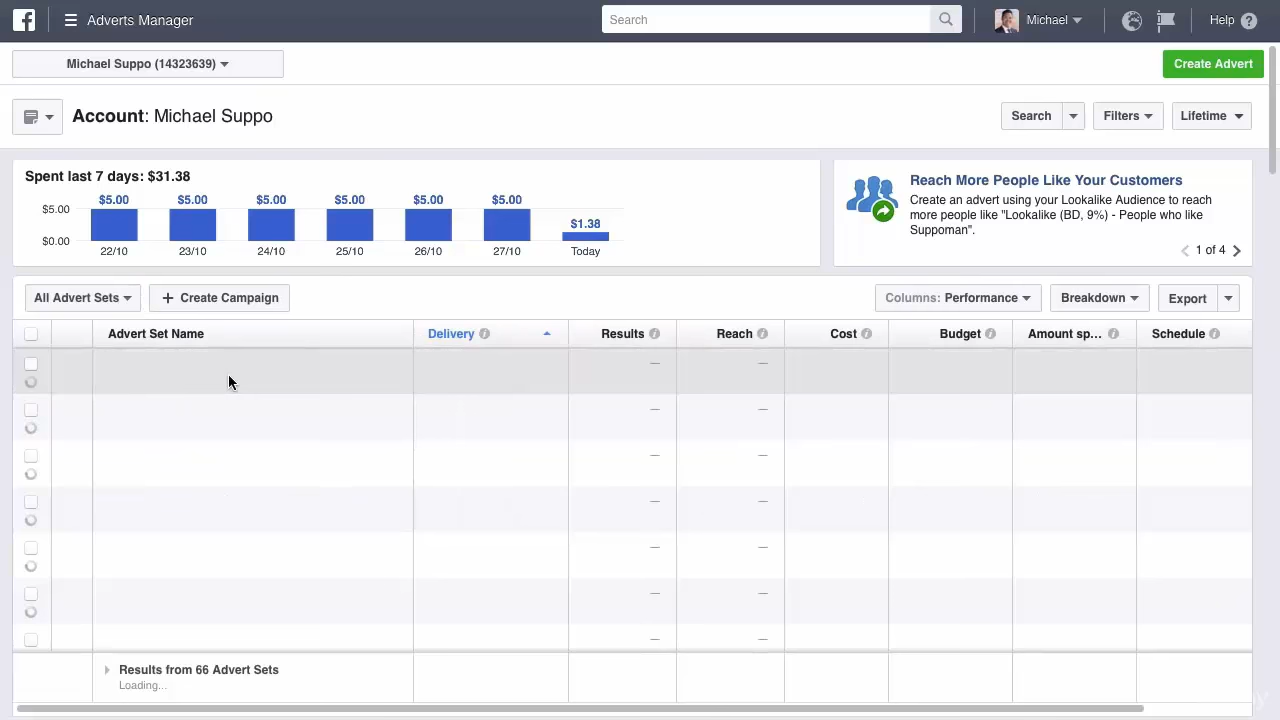 Adverts Manager
Search
Michael
Help
Michael Suppo (14323639)
Create Advert
Account: Michael Suppo
Search
Filters
Lifetime
Spent last 7 days: $31.38
$5.00
$0.00
$5.00 $5.00 $5.00 $5.00 $5.00 $5.00 $1.38
22/10 23/10 24/10 25/10 26/10 27/10 Today
Reach More People Like Your Customers
Create an advert using your Lookalike Audience to reach
more people like "Lookalike (BD, 9%) - People who like
Suppoman".
1 of 4
All Advert Sets
+ Create Campaign
Columns: Performance
Breakdown
Export
Advert Set Name
Delivery
Results
Reach
Cost
Budget
Amount sp...
Schedule
—  —
—  —
—  —
—  —
—  —
—  —
—  —
Results from 66 Advert Sets
Loading...